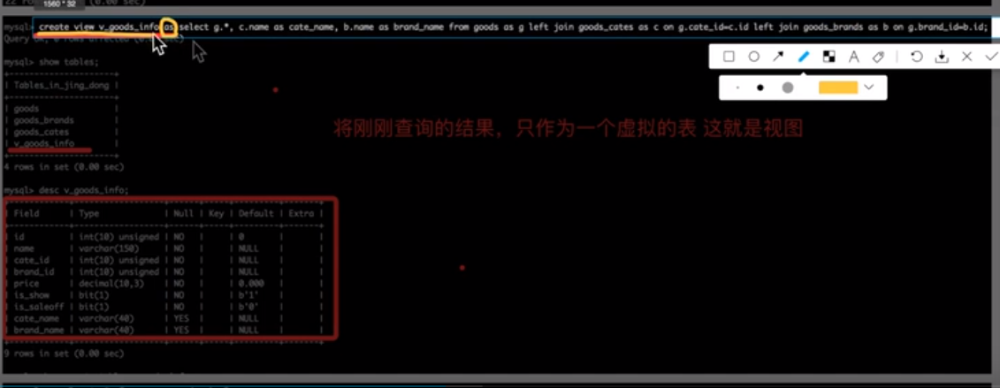 1560 * 32
mysql> create view v_goods_info as select g.*, c.name as cate_name, b.name as brand_name from goods as g left join goods_cates as c on g.cate_id=c.id left join goods_brands as b on g.brand_id=b.id;
Query OK, 0 rows affected
mysql> show tables;
+---------------------+
| Tables_in_jing_dong |
+---------------------+
| goods |
| goods_brands |
| goods_cates |
| v_goods_info |
+---------------------+
4 rows in set (0.00 sec)
将刚刚查询的结果，只作为一个虚拟的表 这就是视图
mysql> desc v_goods_info;
| Field | Type | Null | Key | Default | Extra |
| id | int(10) unsigned | NO | | 0 | |
| name | varchar(150) | NO | | NULL | |
| cate_id | int(10) unsigned | NO | | NULL | |
| brand_id | int(10) unsigned | NO | | NULL | |
| price | decimal(10,3) | NO | | 0.000 | |
| is_show | bit(1) | NO | | b'1' | |
| is_saleoff | bit(1) | NO | | b'0' | |
| cate_name | varchar(40) | YES | | NULL | |
| brand_name | varchar(40) | YES | | NULL | |
9 rows in set (0.00 sec)